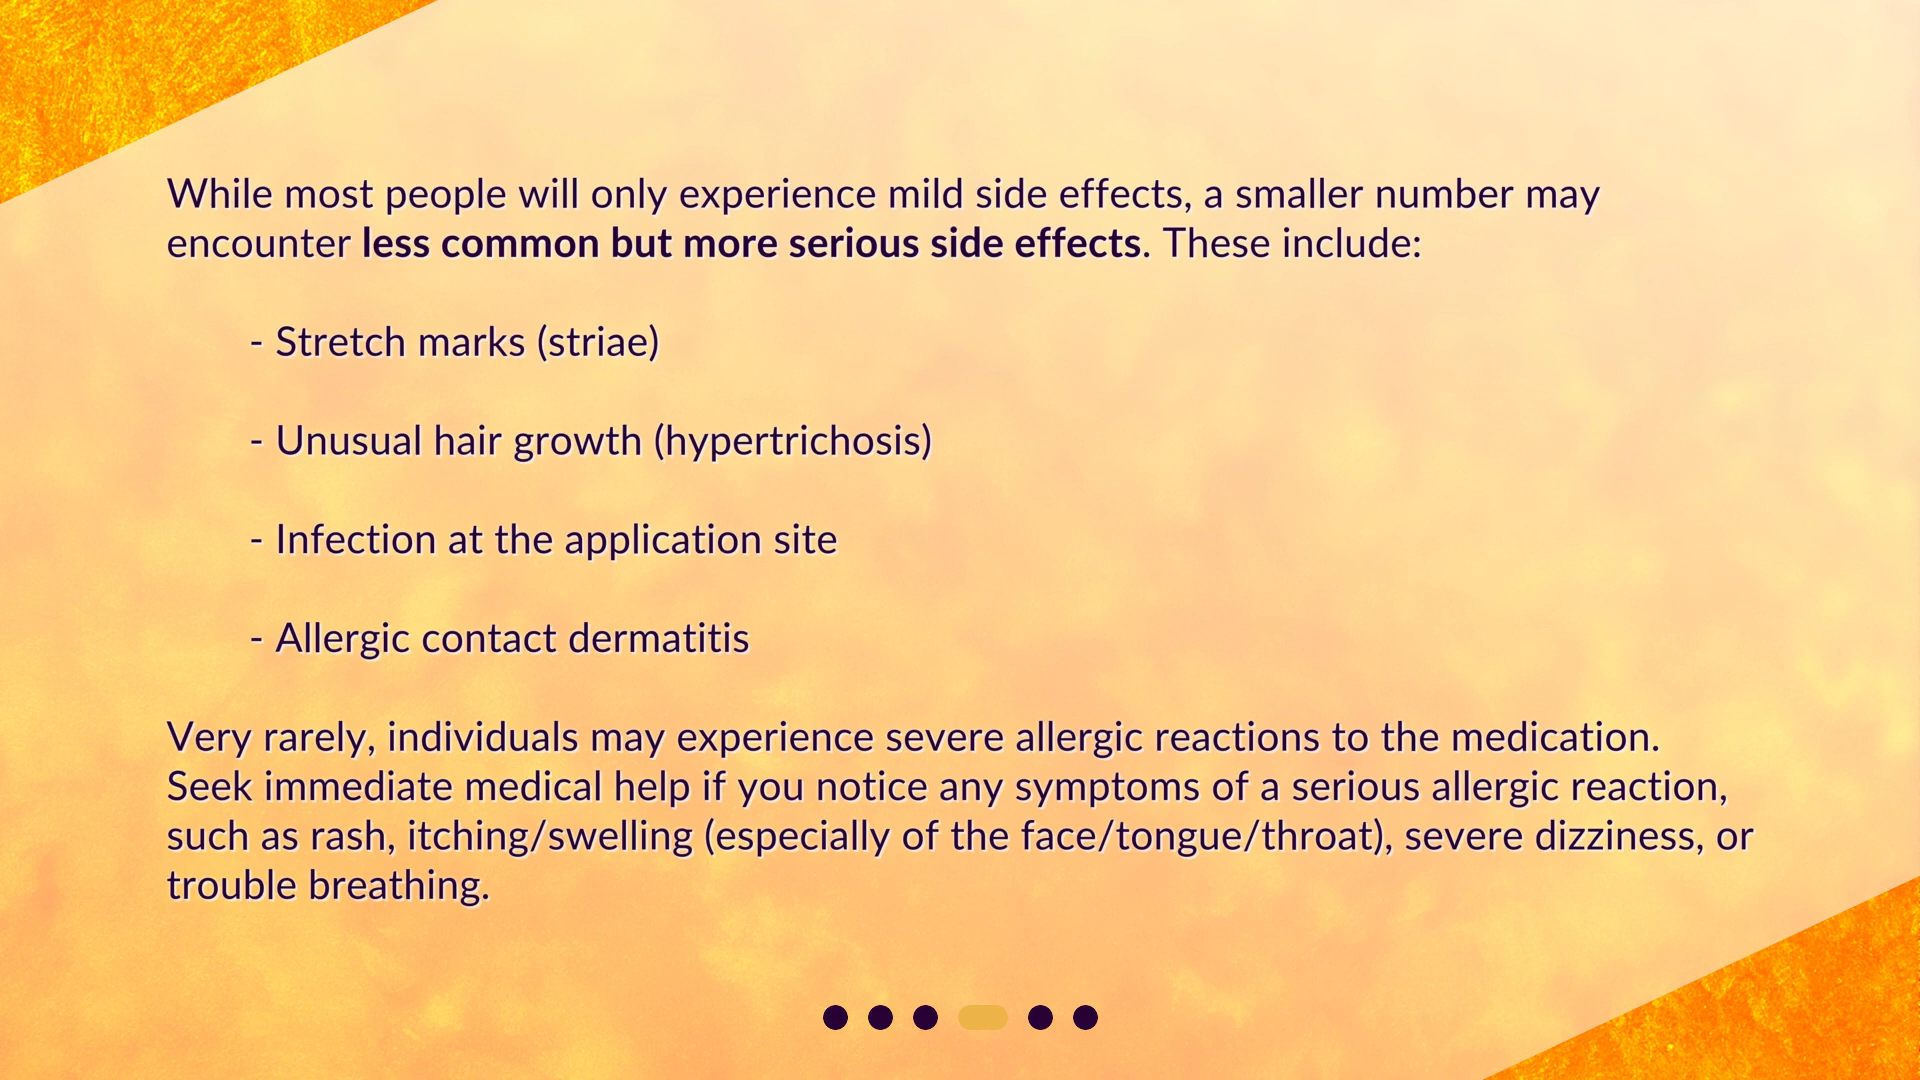 While most people will only experience mild side effects, a smaller number may
encounter less common but more serious side effects. These include:
- Stretch marks (striae)
- Unusual hair growth (hypertrichosis)
- Infection at the application site
- Allergic contact dermatitis
Very rarely, individuals may experience severe allergic reactions to the medication.
Seek immediate medical help if you notice any symptoms of a serious allergic reaction,
such as rash, itching/swelling (especially of the face/tongue/throat), severe dizziness, or
trouble breathing.